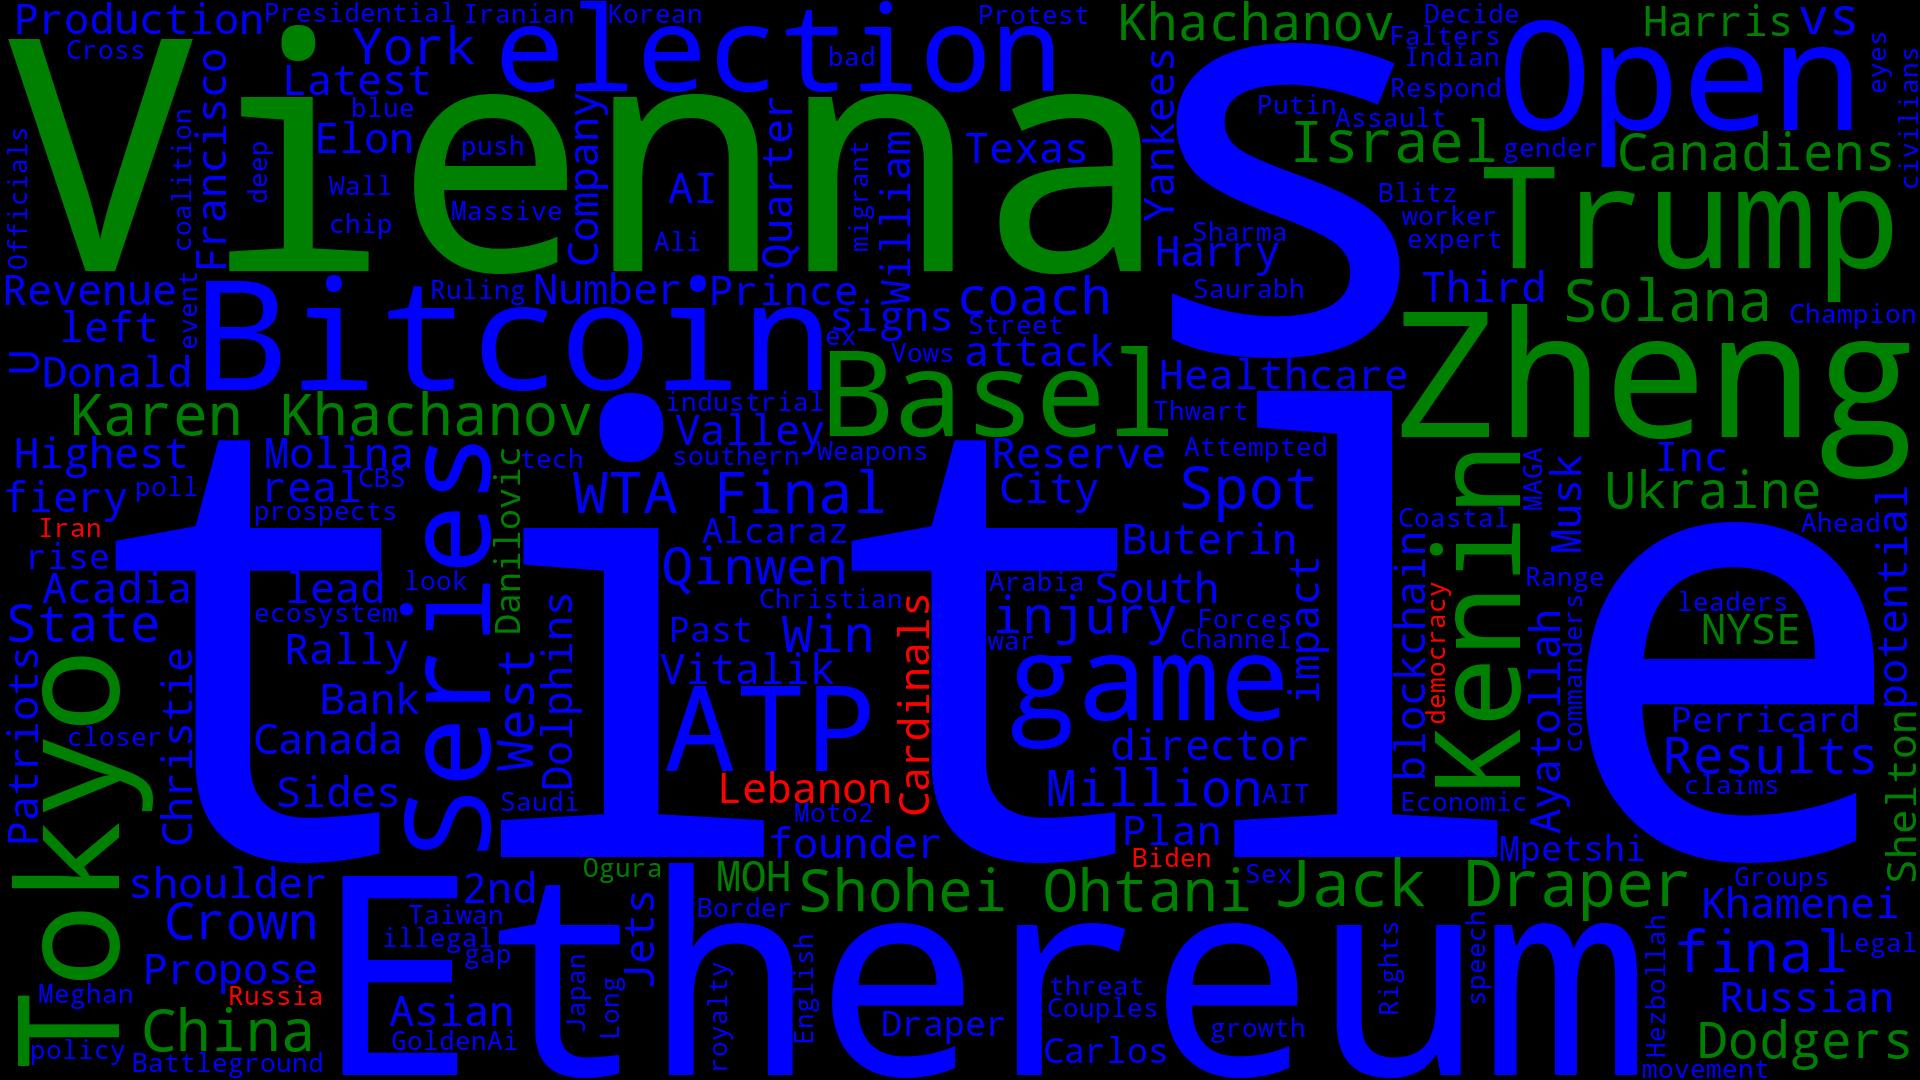 Production
Presidential
Iranian
Korean
Protest
Khachanov
Decide
Harris
vs
Cross
York
election
bad
Falters
Indian
Open
eyes
civilians
Latest
Vienna
s
Respond
Putin
Assault
blue
Elon
push
Texas
Israel
gender
Canadiens
Officials
coalition
Francisco
deep
Wall
chip
Massive
Company
AI
Ali
Quarter
migrant
William
Yankees
Blitz
worker
expert
Trump
Sharma
Harry
Saurabh
Third
Solana
Champion
Revenue
left
event
Bitcoin
Ruling
Number
Prince
signs
coach
Street
ex
Vows
attack
U
Donald
Basel
Healthcare
Zheng
Karen Khachanov
industrial
Valley
Thwart
Highest
Molina
Series
tech
southern
Weapons
Reserve
Attempted
MAGA
Musk
Inc
fiery
poll
real
CBS
prospects
Danilovic
WTA Final
City
Spot
Ukraine
Iran
title
Alcaraz
Buterin
Coastal
Kenin
Ahead
potential
rise
Acadia
lead
look
Qinwen
Arabia
South
Range
State
ecosystem
Christian
Cardinals
injury
Forces
impact
blockchain
democracy
leaders
NYSE
Patriots
Tokyo
Christie
Rally
West
Dolphins
Past
Win
war
Channel
Ayatollah
commanders
Vitalik
Bank
ATP
game
Perricard
closer
Canada
director
Results
claims
Shelton
Sides
Saudi
Lebanon
Million
AIT
Economic
Moto2
founder
Plan
Biden
Mpetshi
shoulder
2nd
Ogura
MOH
Shohei Ohtani
Sex
Jack Draper
Groups
Khamenei
Crown
Taiwan
illegal
gap
Jets
Border
Ethereum
final
Legal
Propose
Meghan
Russia
Asian
Japan
Long
royalty
English
threat
Couples
Rights
speech
Hezbollah
Russian
China
GoldenAi
Draper
growth
Dodgers
policy
Battleground
Carlos
movement